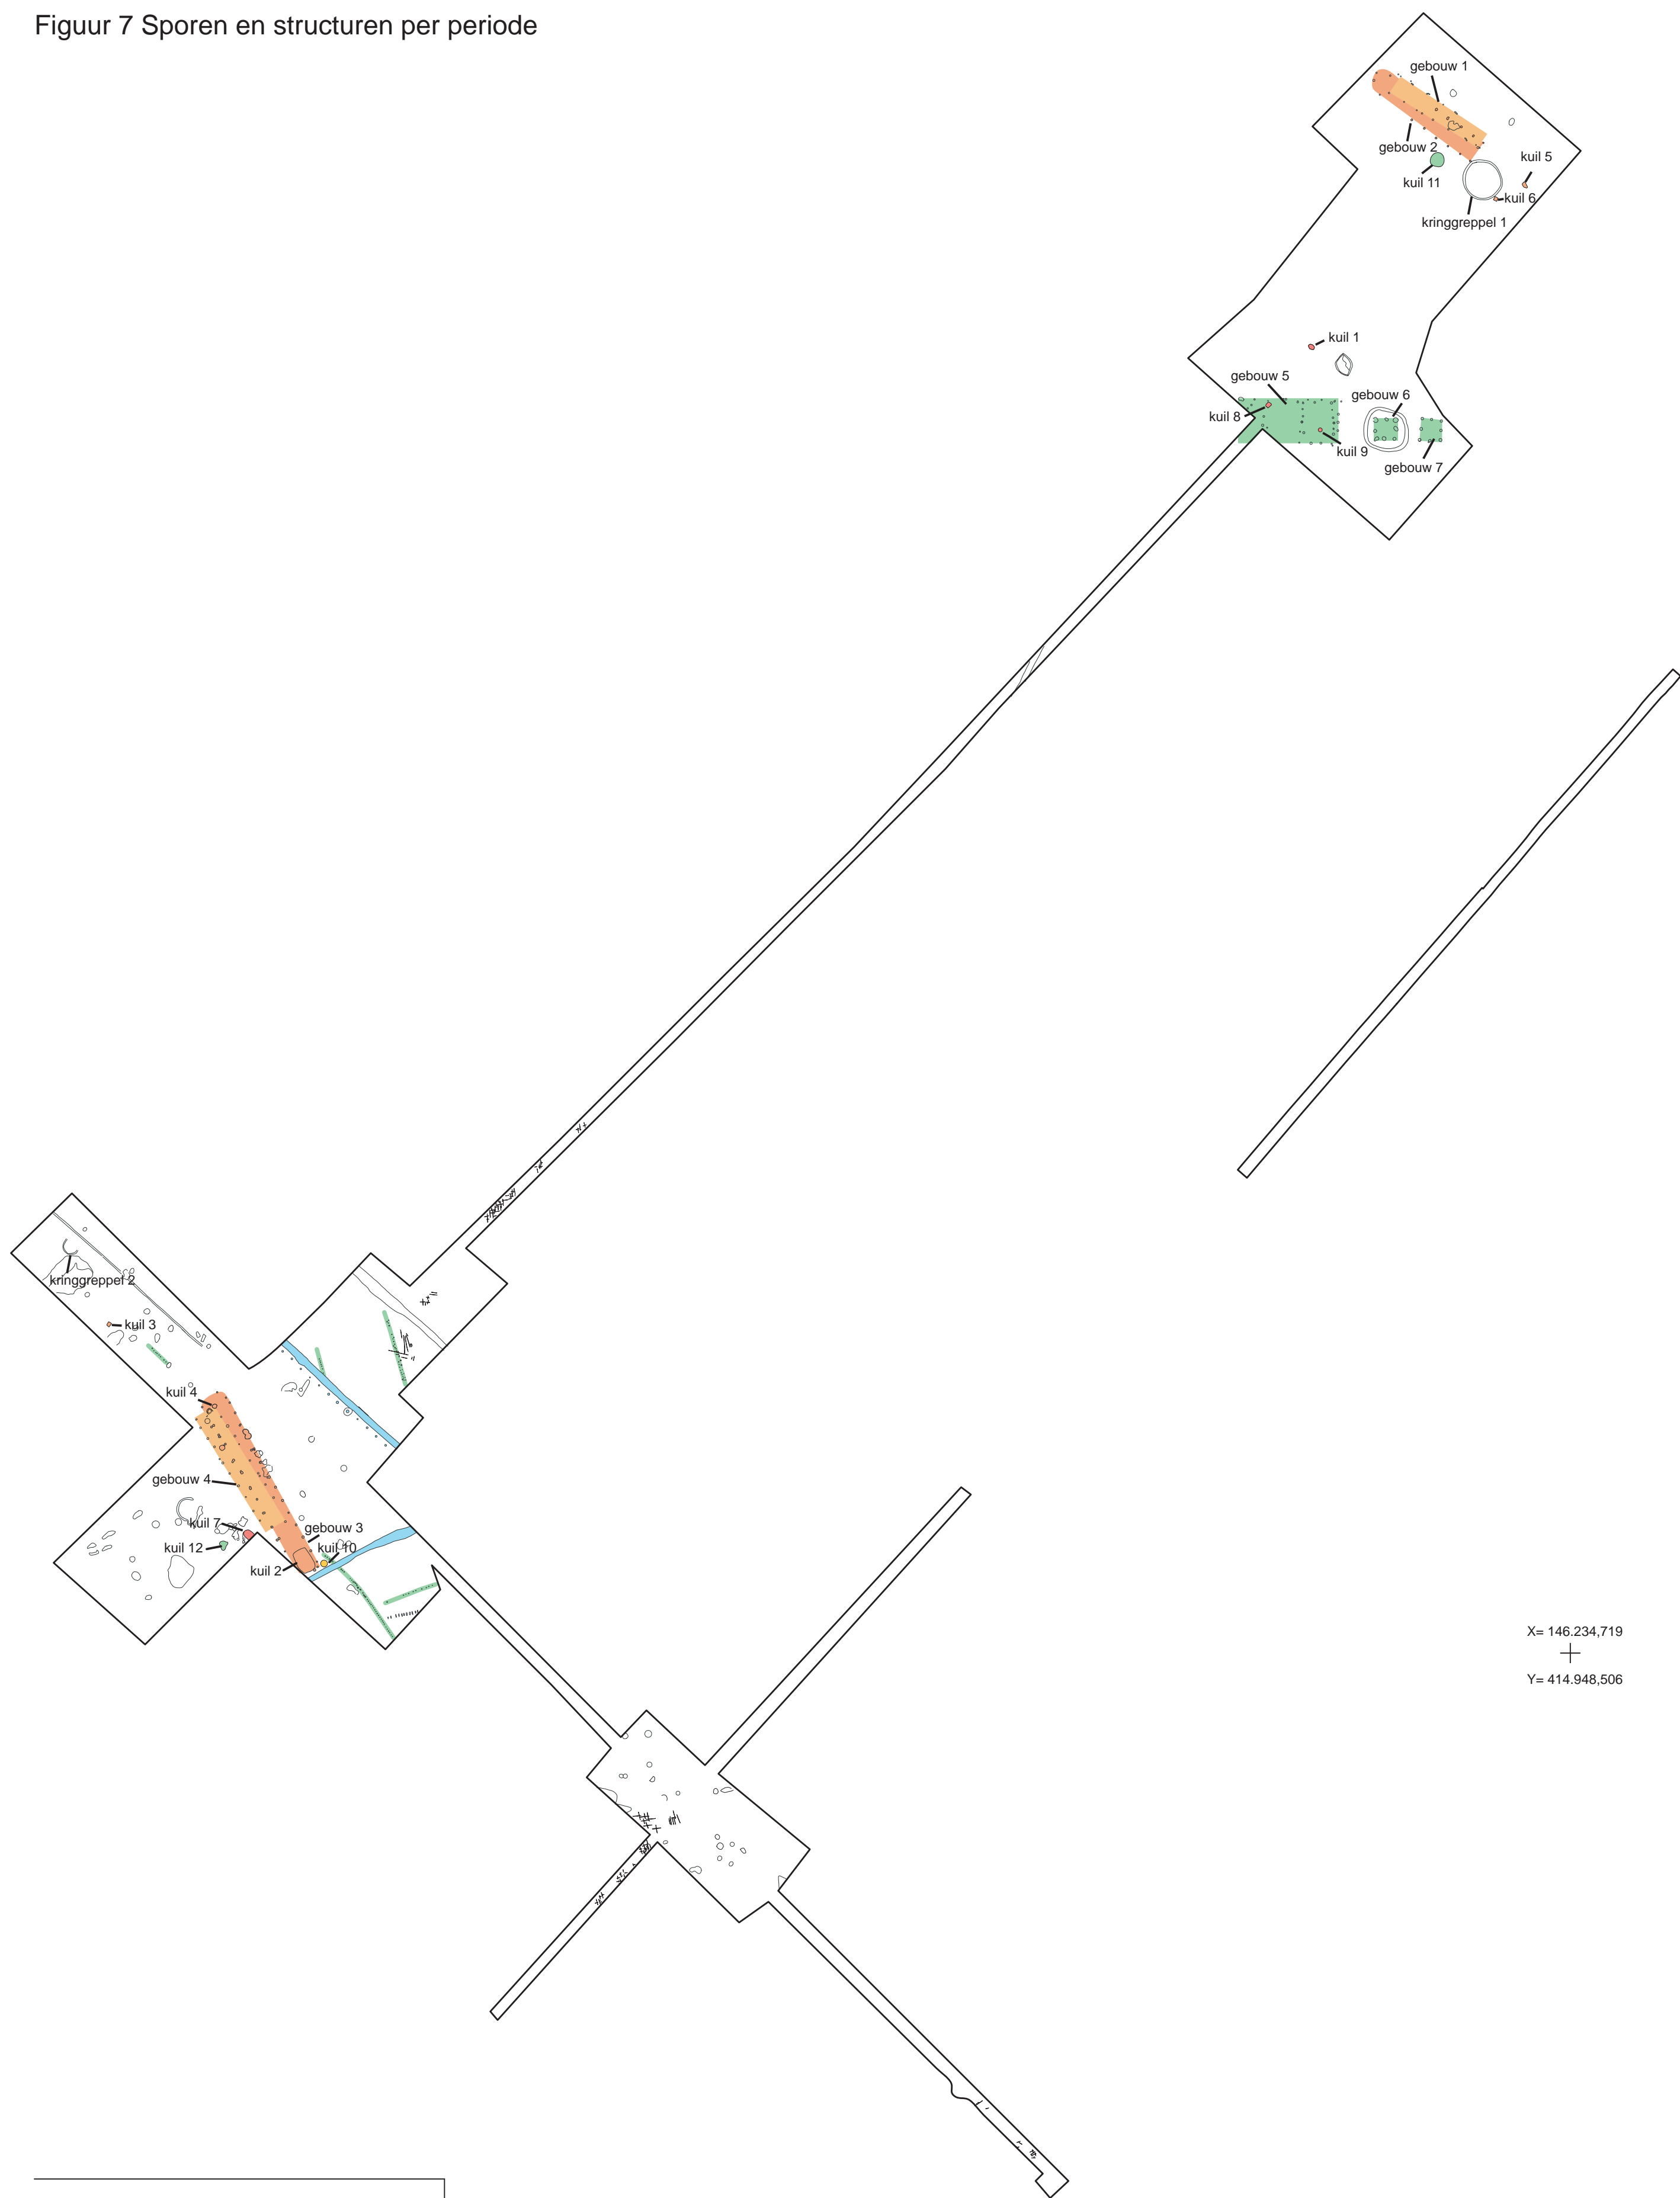 Figuur 7 Sporen en structuren per periode
gebouw 1
gebouw 2
kuil 5
kuil 11
kuil 6
kringgreppel 1
kuil 1
gebouw 5
gebouw 6
kuil 8
kuil 9
gebouw 7
kringgreppel 2
kuil 3
kuil 4
gebouw 4
kuil 7
gebouw 3
kuil 12
kuil 10
kuil 2
X= 146.234,719
Y= 414.948,506